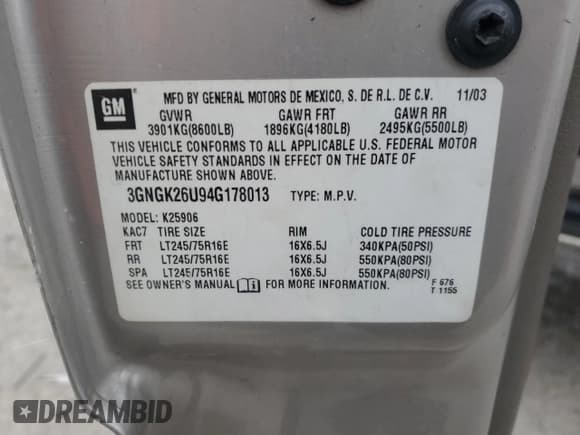 GM
MFD BY GENERAL MOTORS DE MEXICO, S. DE R.L. DE C.V. 11/03
GVWR GAWR FRT GAWR RR
3901KG(8600LB) 1896KG(4180LB) 2495KG(5500LB)
THIS VEHICLE CONFORMS TO ALL APPLICABLE U.S. FEDERAL MOTOR
VEHICLE SAFETY STANDARDS IN EFFECT ON THE DATE OF
MANUFACTURE SHOWN ABOVE.
3GNGK26U94G178013 TYPE: M.P.V.
MODEL: K25906
KAC7 TIRE SIZE RIM COLD TIRE PRESSURE
FRT LT245/75R16E 16X6.5J 340KPA(50PSI)
RR LT245/75R16E 16X6.5J 550KPA(80PSI)
SPA LT245/75R16E 16X6.5J 550KPA(80PSI)
SEE OWNER'S MANUAL FOR MORE INFORMATION. F 676
T 1155
DREAMBID